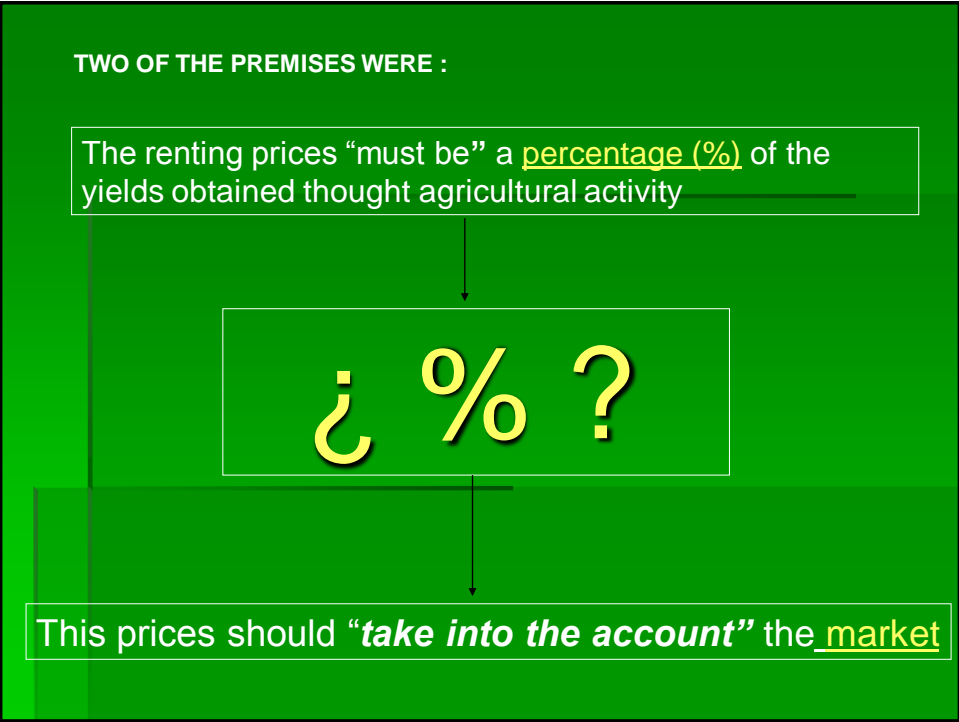 TWO OF THE PREMISES WERE :
The renting prices “must be” a percentage (%) of the
yields obtained thought agricultural activity
¿ % ?
This prices should “take into the account” the market